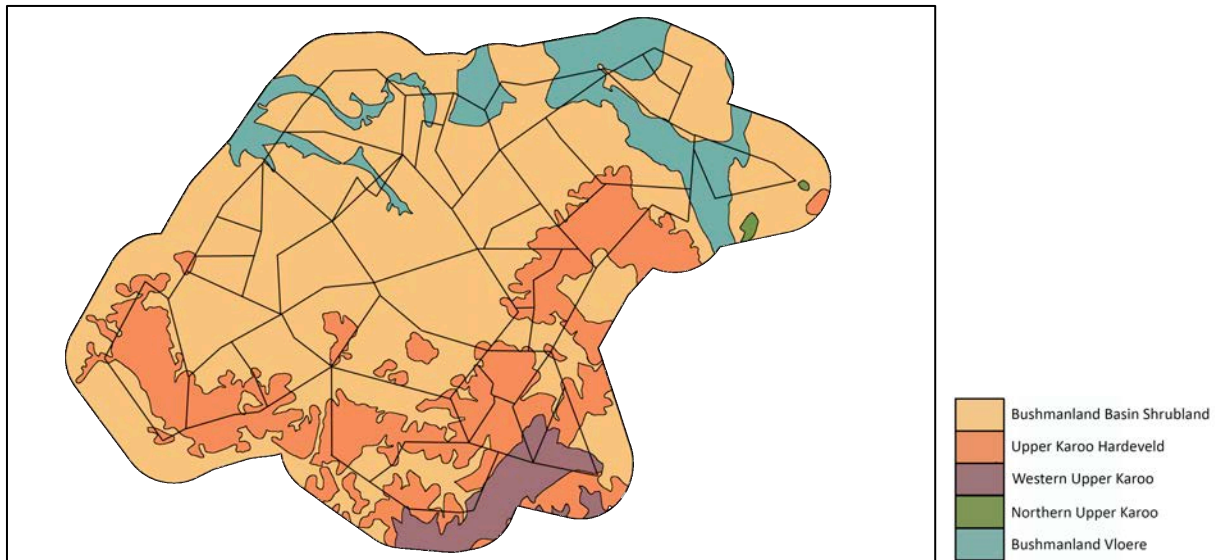 Bushmanland Basin Shrubland
Upper Karoo Hardeveld
Western Upper Karoo
Northern Upper Karoo
Bushmanland Vloere